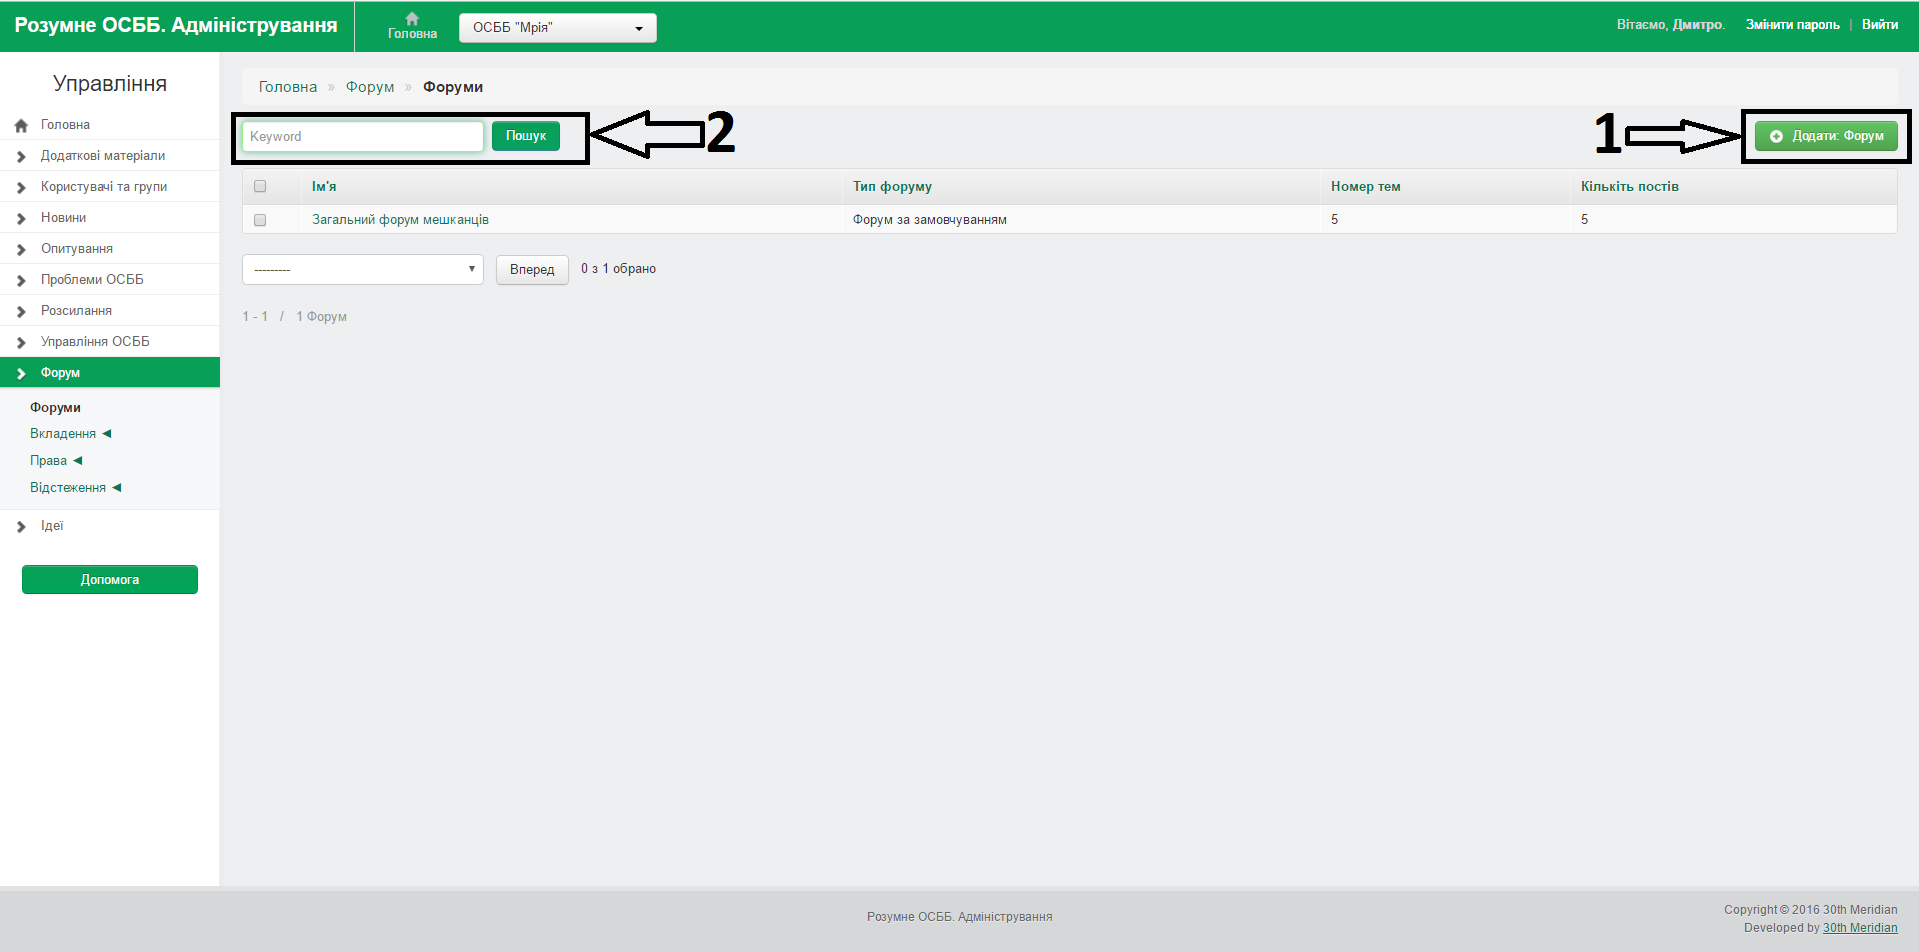 Розумне ОСББ. Адміністрування
Головна
ОСББ "Мрія"
Вітаємо, Дмитро. Змінити пароль | Вийти
Управління
Головна
Додаткові матеріали
Користувачі та групи
Новини
Опитування
Проблеми ОСББ
Розсилання
Управління ОСББ
Форум
Форуми
Вкладення
Права
Відстеження
Ідеї
Допомога
Головна » Форум » Форуми
Keyword Пошук 2 1 Додати: Форум
Ім'я Тип форуму Номер тем Кількіть постів
Загальний форум мешканців Форум за замовчуванням 5 5
--------- Вперед 0 з 1 обрано
1 - 1 / 1 Форум
Розумне ОСББ. Адміністрування
Copyright © 2016 30th Meridian
Developed by 30th Meridian